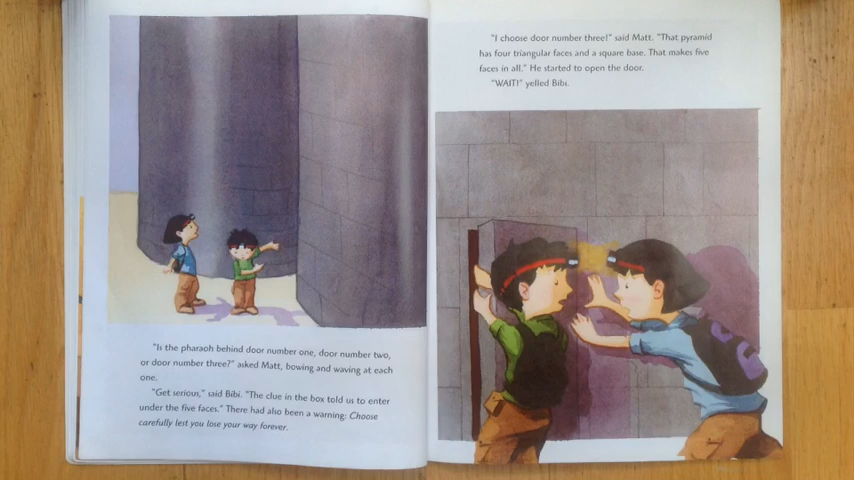 "Is the pharaoh behind door number one, door number two,
or door number three?" asked Matt, bowing and waving at each
one.
"Get serious," said Bibi. "The clue in the box told us to enter
under the five faces." There had also been a warning: Choose
carefully lest you lose your way forever.
"I choose door number three!" said Matt. "That pyramid
has four triangular faces and a square base. That makes five
faces in all." He started to open the door.
"WAIT!" yelled Bibi.